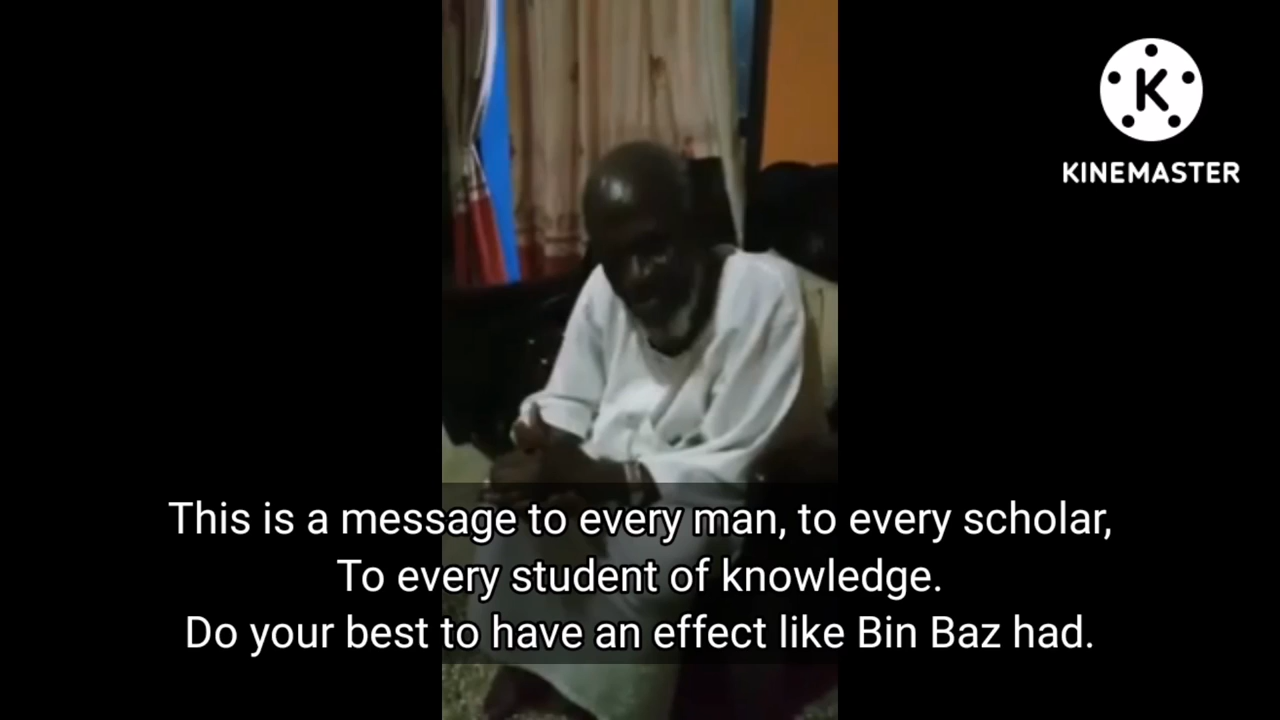 K
KINEMASTER
This is a message to every man, to every scholar,
To every student of knowledge.
Do your best to have an effect like Bin Baz had.